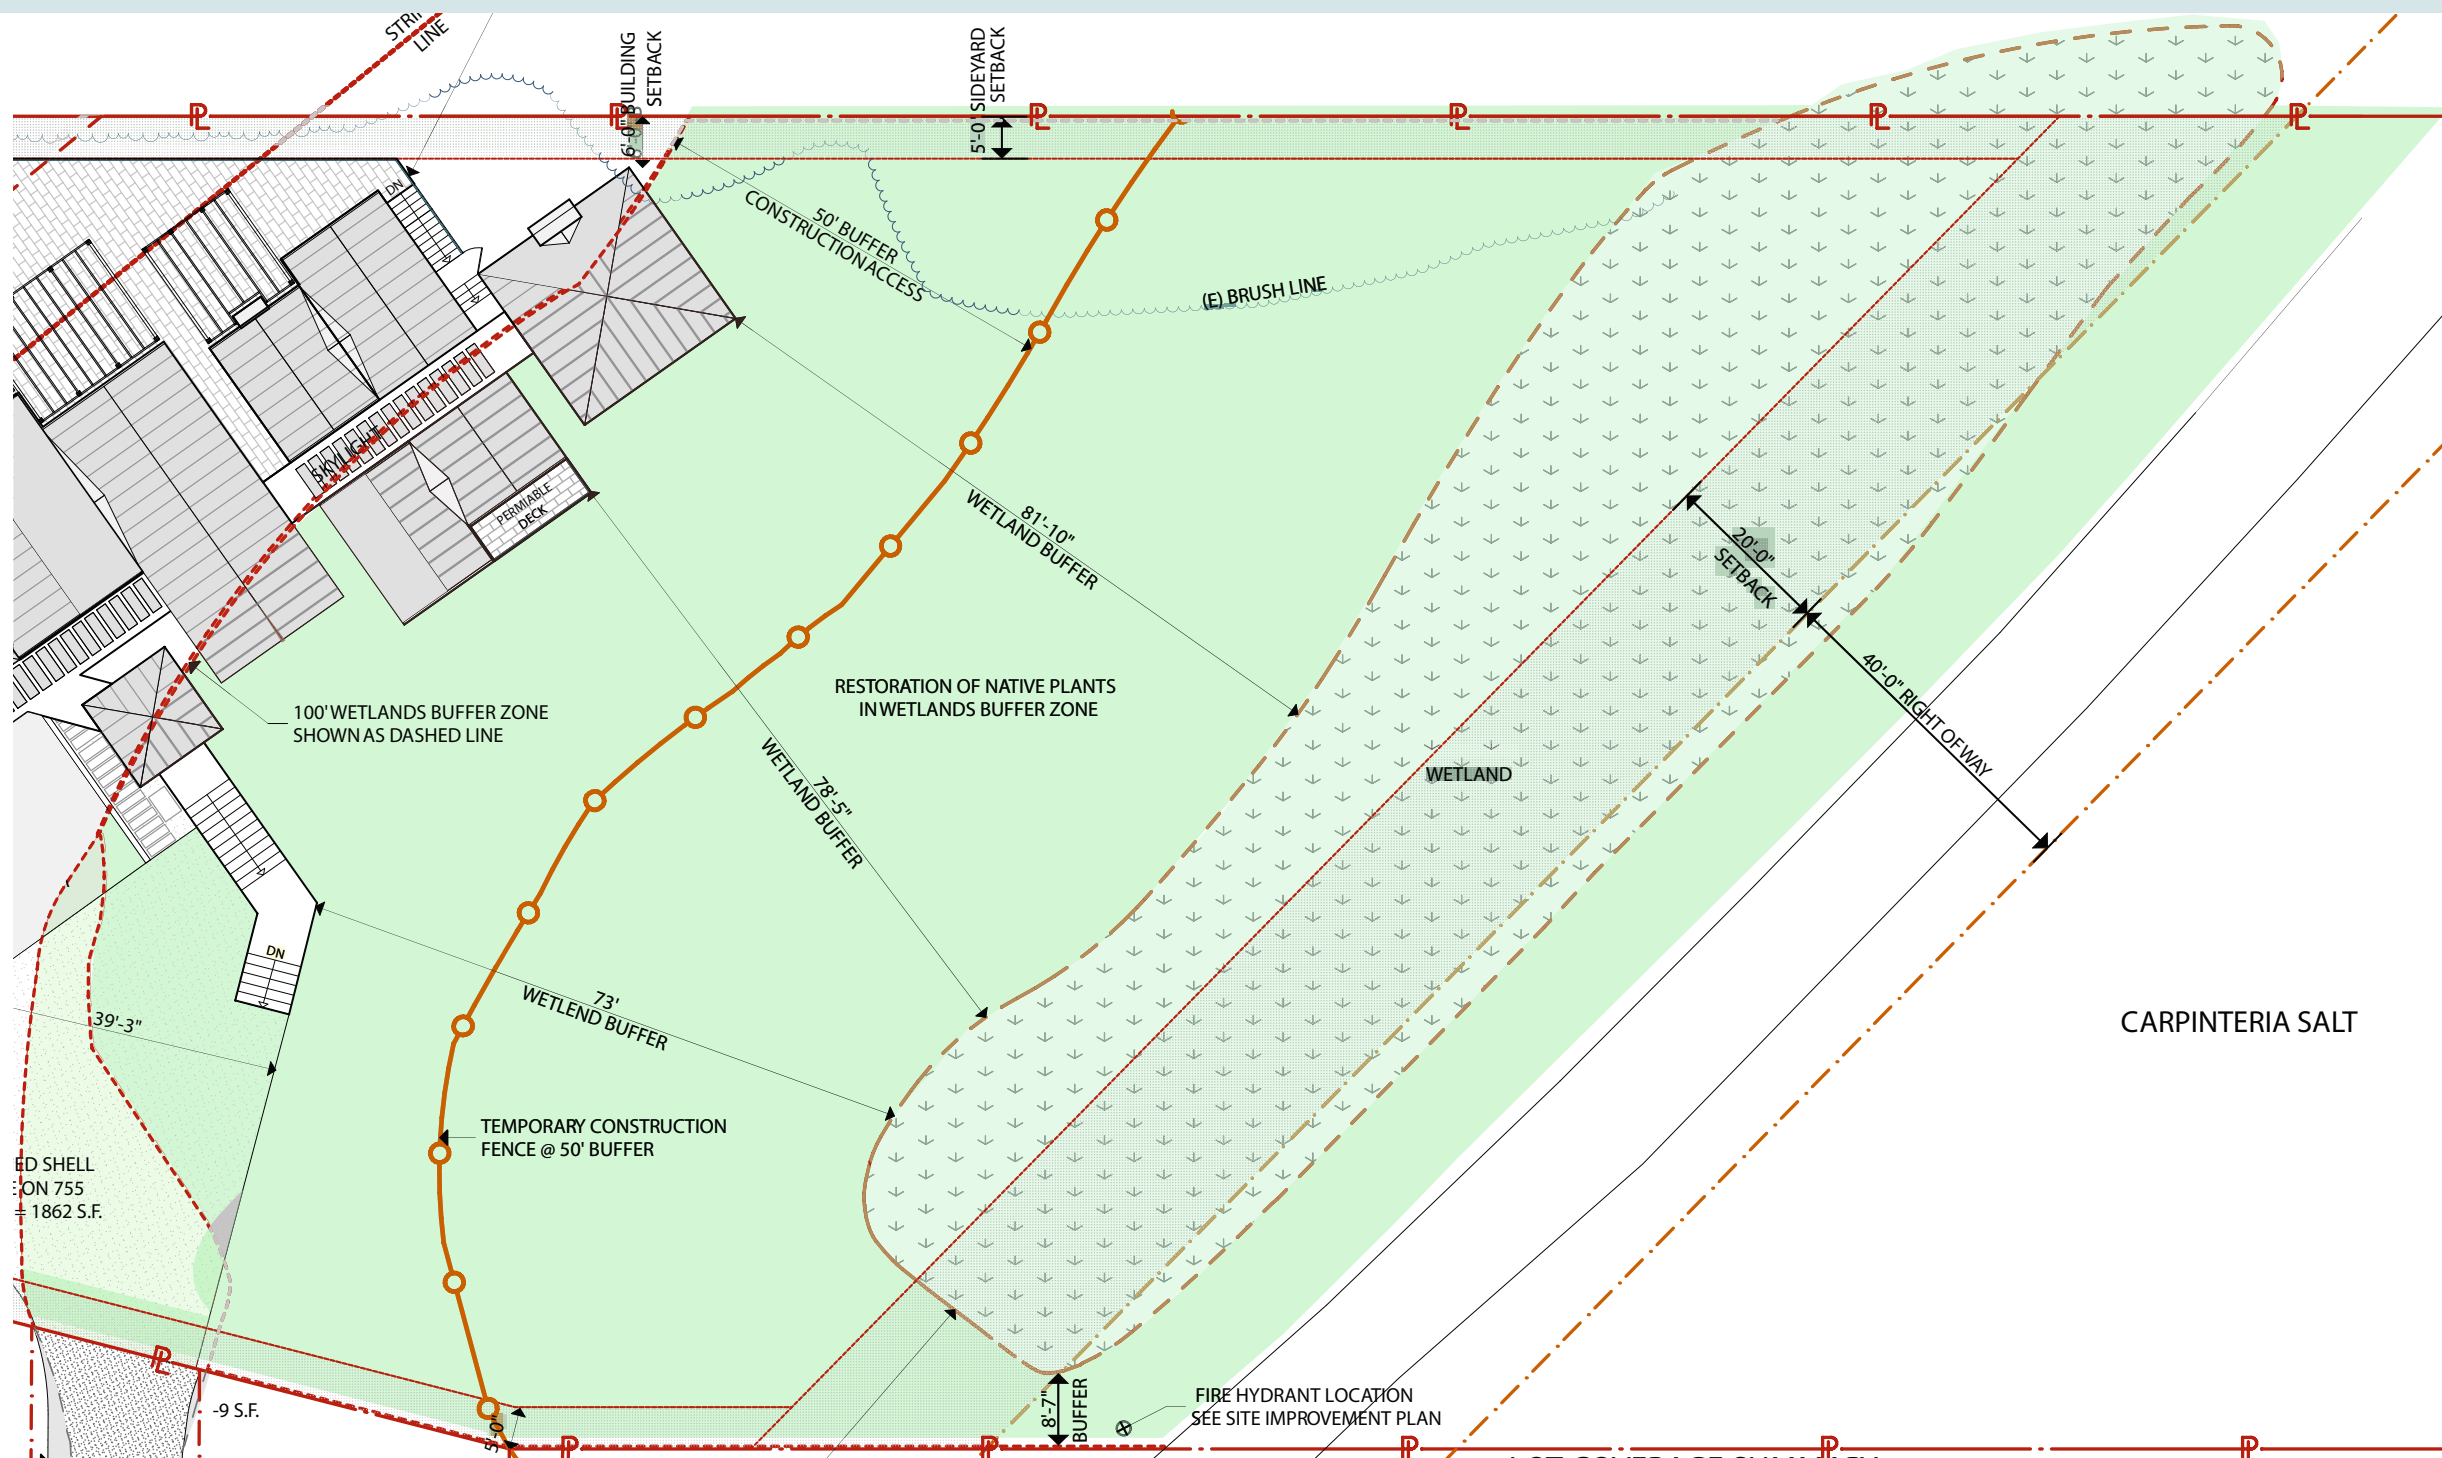 LINE
6'-0" BUILDING
SETBACK
5'-0" SIDEYARD
SETBACK
PL
PL
PL
PL
PL
PL
DN
50' BUFFER
CONSTRUCTION ACCESS
(E) BRUSH LINE
SKYLIGHT
PERMIABLE
DECK
81'-10"
WETLAND BUFFER
20'-0"
SETBACK
40'-0" RIGHT OF WAY
RESTORATION OF NATIVE PLANTS
IN WETLANDS BUFFER ZONE
100' WETLANDS BUFFER ZONE
SHOWN AS DASHED LINE
78'-5"
WETLAND BUFFER
WETLAND
DN
73'
WETLEND BUFFER
39'-3"
CARPINTERIA SALT
TEMPORARY CONSTRUCTION
FENCE @ 50' BUFFER
ED SHELL
ON 755
= 1862 S.F.
PL
-9 S.F.
5'-0"
8'-7"
BUFFER
FIRE HYDRANT LOCATION
SEE SITE IMPROVEMENT PLAN
PL
PL
PL
PL
PL